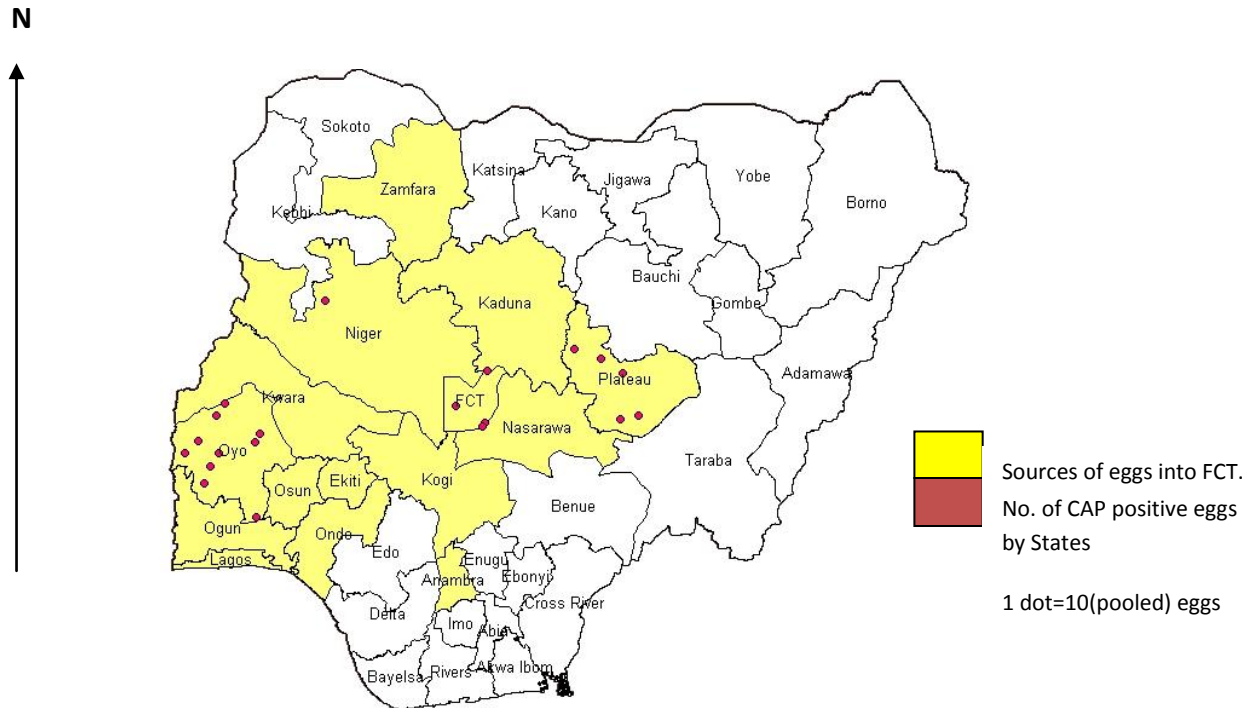 N
Sokoto
Zamfara
Katsina
Jigawa
Yobe
Borno
Kebbi
Kano
Bauchi
Gombe
Kaduna
Niger
Plateau
Adamawa
FCT
Kwara
Nasarawa
Oyo
Taraba
Kogi
Ekiti
Osun
Benue
Ogun
Ondo
Edo
Lagos
Enugu
Anambra
Ebonyi
Cross River
Delta
Imo
Abia
Bayelsa
Rivers
Akwa Ibom
Sources of eggs into FCT.
No. of CAP positive eggs
by States
1 dot=10(pooled) eggs